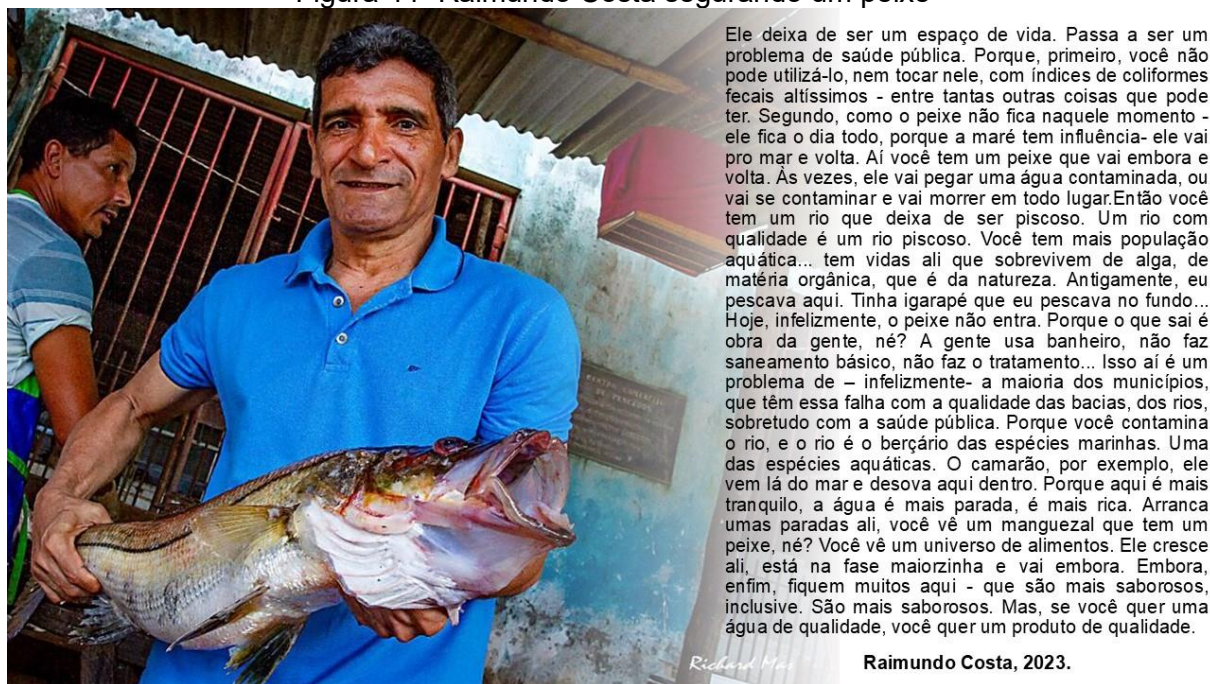 Figura 44- Raimundo Costa segurando um peixe
Ele deixa de ser um espaço de vida. Passa a ser um
problema de saúde pública. Porque, primeiro, você não
pode utilizá-lo, nem tocar nele, com índices de coliformes
fecais altíssimos - entre tantas outras coisas que pode
ter. Segundo, como o peixe não fica naquele momento -
ele fica o dia todo, porque a maré tem influência- ele vai
pro mar e volta. Aí você tem um peixe que vai embora e
volta. Às vezes, ele vai pegar uma água contaminada, ou
vai se contaminar e vai morrer em todo lugar.Então você
tem um rio que deixa de ser piscoso. Um rio com
qualidade é um rio piscoso. Você tem mais população
aquática... tem vidas ali que sobrevivem de alga, de
matéria orgânica, que é da natureza. Antigamente, eu
pescava aqui. Tinha igarapé que eu pescava no fundo...
Hoje, infelizmente, o peixe não entra. Porque o que sai é
obra da gente, né? A gente usa banheiro, não faz
saneamento básico, não faz o tratamento... Isso aí é um
problema de – infelizmente- a maioria dos municípios,
que têm essa falha com a qualidade das bacias, dos rios,
sobretudo com a saúde pública. Porque você contamina
o rio, e o rio é o berçário das espécies marinhas. Uma
das espécies aquáticas. O camarão, por exemplo, ele
vem lá do mar e desova aqui dentro. Porque aqui é mais
tranquilo, a água é mais parada, é mais rica. Arranca
umas paradas ali, você vê um manguezal que tem um
peixe, né? Você vê um universo de alimentos. Ele cresce
ali, está na fase maiorzinha e vai embora. Embora,
enfim, fiquem muitos aqui - que são mais saborosos,
inclusive. São mais saborosos. Mas, se você quer uma
água de qualidade, você quer um produto de qualidade.
Richard Mas
Raimundo Costa, 2023.